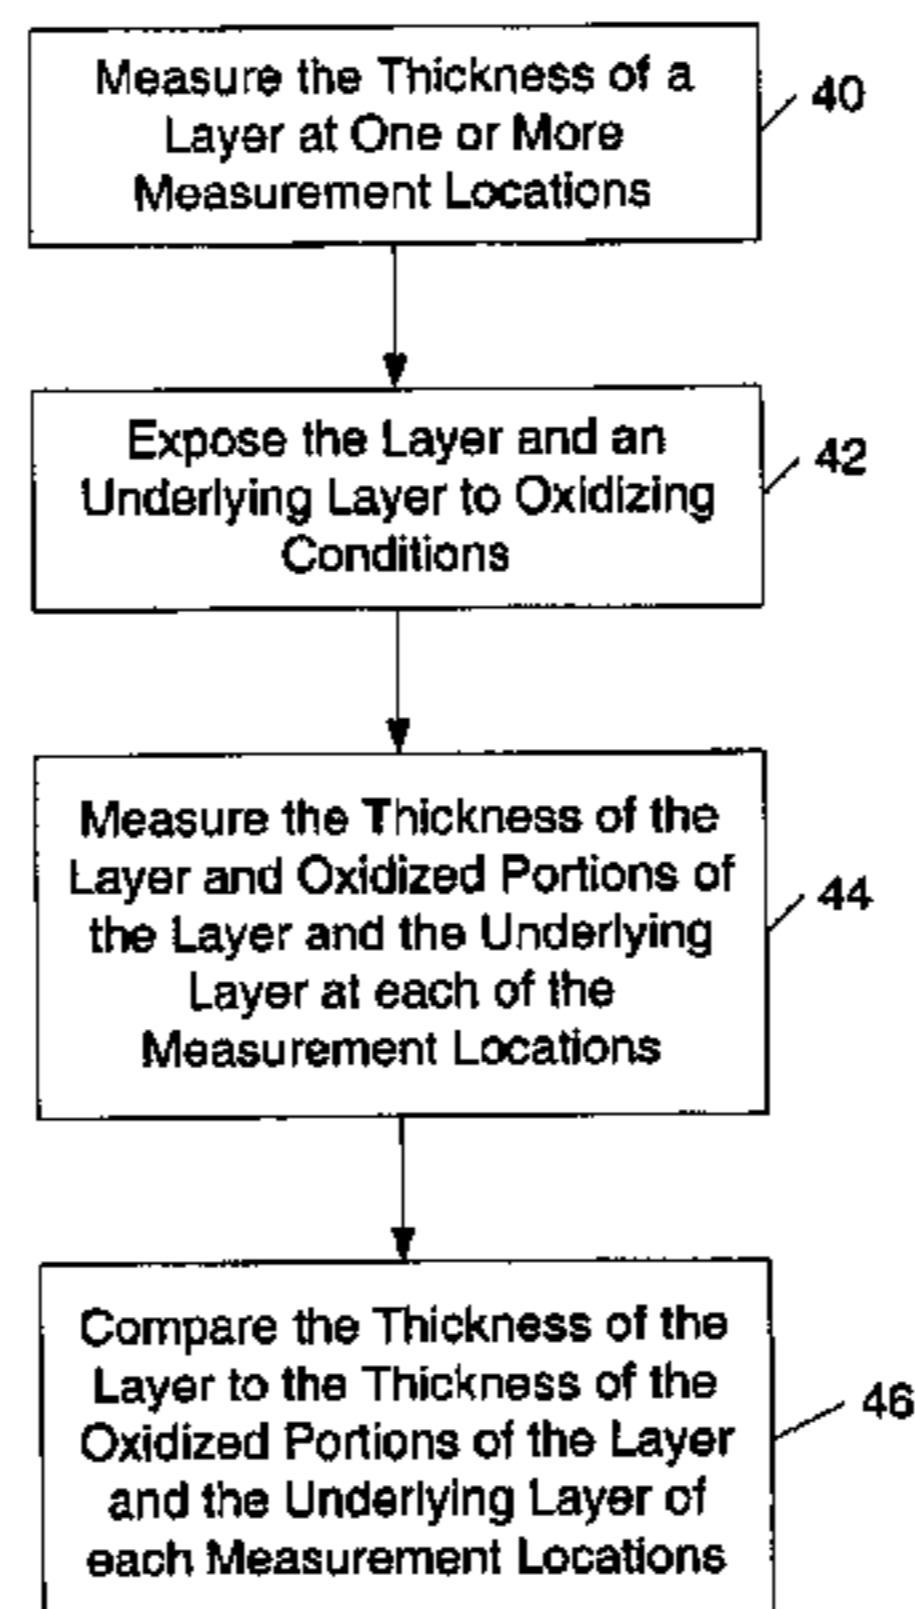 Measure the Thickness of a
Layer at One or More
Measurement Locations
40
Expose the Layer and an
Underlying Layer to Oxidizing
Conditions
42
Measure the Thickness of the
Layer and Oxidized Portions of
the Layer and the Underlying
Layer at each of the
Measurement Locations
44
Compare the Thickness of the
Layer to the Thickness of the
Oxidized Portions of the Layer
and the Underlying Layer of
each Measurement Locations
46